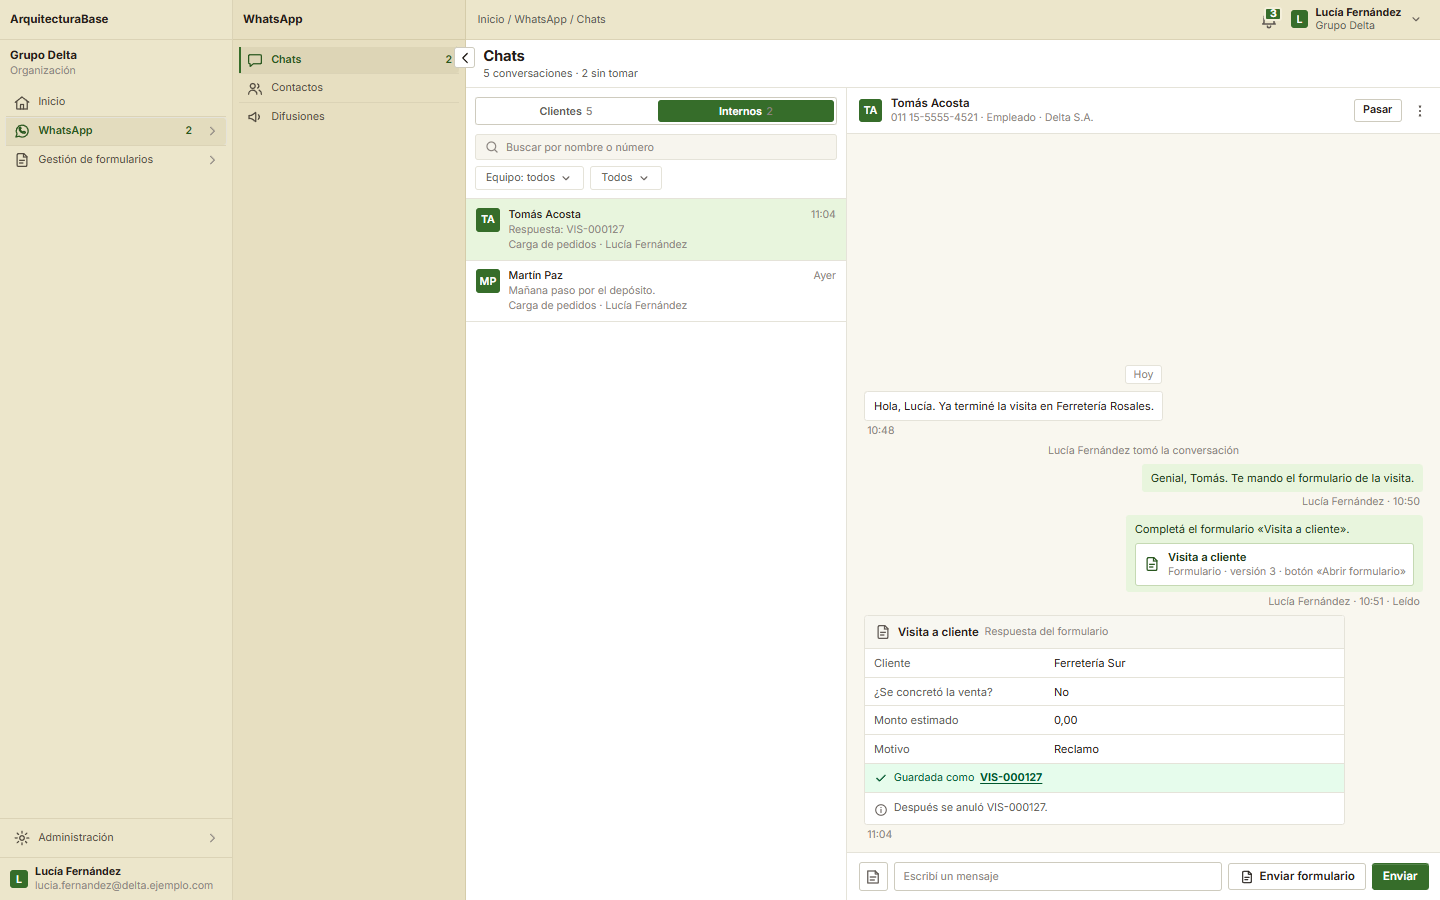 ArquitecturaBase
Grupo Delta
Organización
Inicio
WhatsApp 2
Gestión de formularios
Administración
L
Lucía Fernández
lucia.fernandez@delta.ejemplo.com
WhatsApp
Chats 2
Contactos
Difusiones
Inicio / WhatsApp / Chats
3
L
Lucía Fernández
Grupo Delta
Chats
5 conversaciones · 2 sin tomar
Clientes 5
Internos 2
Buscar por nombre o número
Equipo: todos
Todos
TA
Tomás Acosta 11:04
Respuesta: VIS-000127
Carga de pedidos · Lucía Fernández
MP
Martín Paz Ayer
Mañana paso por el depósito.
Carga de pedidos · Lucía Fernández
TA
Tomás Acosta
011 15-5555-4521 · Empleado · Delta S.A.
Pasar
Hoy
Hola, Lucía. Ya terminé la visita en Ferretería Rosales.
10:48
Lucía Fernández tomó la conversación
Genial, Tomás. Te mando el formulario de la visita.
Lucía Fernández · 10:50
Completá el formulario «Visita a cliente».
Visita a cliente
Formulario · versión 3 · botón «Abrir formulario»
Lucía Fernández · 10:51 · Leído
Visita a cliente Respuesta del formulario
Cliente Ferretería Sur
¿Se concretó la venta? No
Monto estimado 0,00
Motivo Reclamo
Guardada como VIS-000127
Después se anuló VIS-000127.
11:04
Escribí un mensaje
Enviar formulario
Enviar